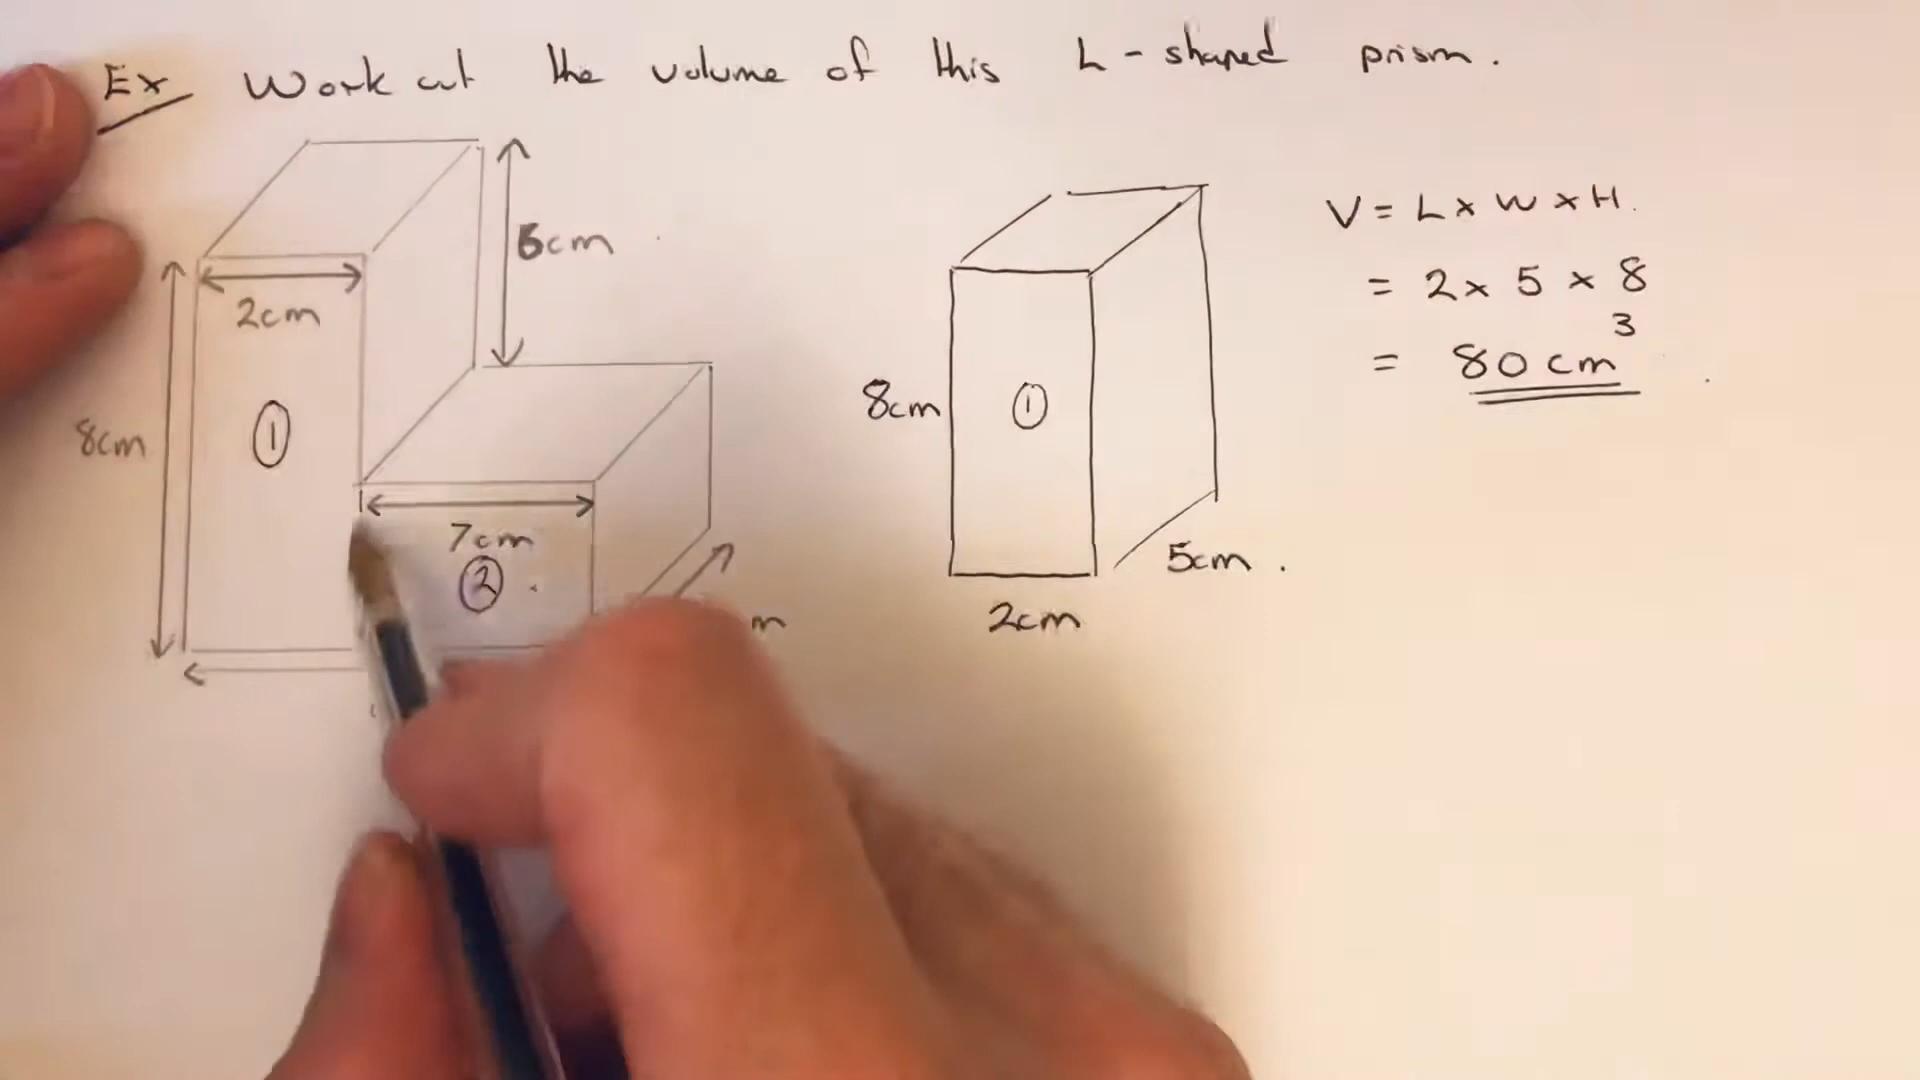 Ex Work out the volume of this L-shaped prism.
6cm
2cm
8cm
①
7cm
②
m
8cm
①
5cm.
2cm
V = L x W x H.
= 2 x 5 x 8
= 80 cm³